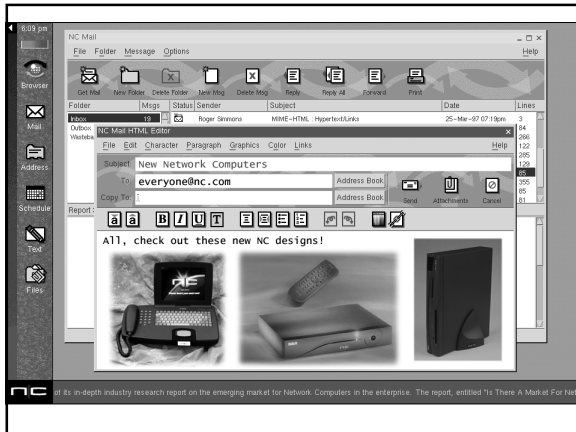 6:09 pm
NC Mail
File Folder Message Options Help
Browser
Get Mail New Folder Delete Folder New Msg Delete Msg Reply Reply All Forward Print
Folder Msgs Status Sender Subject Date Lines
Inbox 19 Roger Simmons MIME-HTML : Hypertext/Links 25-Mar-97 07:19pm 3
Mail
Outbox 84
Wasteba 266
NC Mail HTML Editor
File Edit Character Paragraph Graphics Color Links Help
122
285
129
85
355
85
81
Subject New Network Computers
To everyone@nc.com Address Book
Copy To: Address Book
Send Attachments Cancel
Address
Schedule
Report
ā â B I U T
Text
All, check out these new NC designs!
Files
RCA
NC of its in-depth industry research report on the emerging market for Network Computers in the enterprise. The report, entitled "Is There A Market For Net